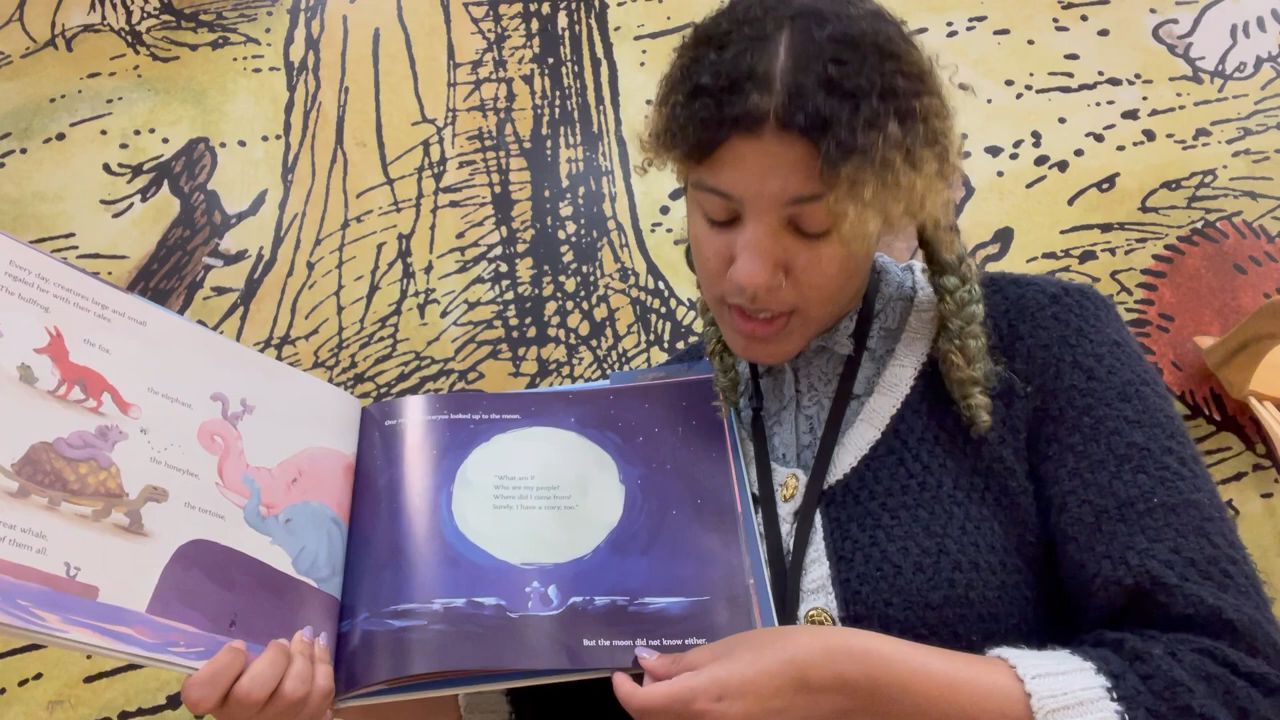 Every day, creatures large and small
regaled her with their tales.
The bullfrog,
the fox,
the elephant,
the honeybee,
the tortoise,
great whale,
of them all.
One looked up to the moon.
"What am I?
Who are my people?
Where did I come from?
Surely, I have a story, too."
But the moon did not know either.